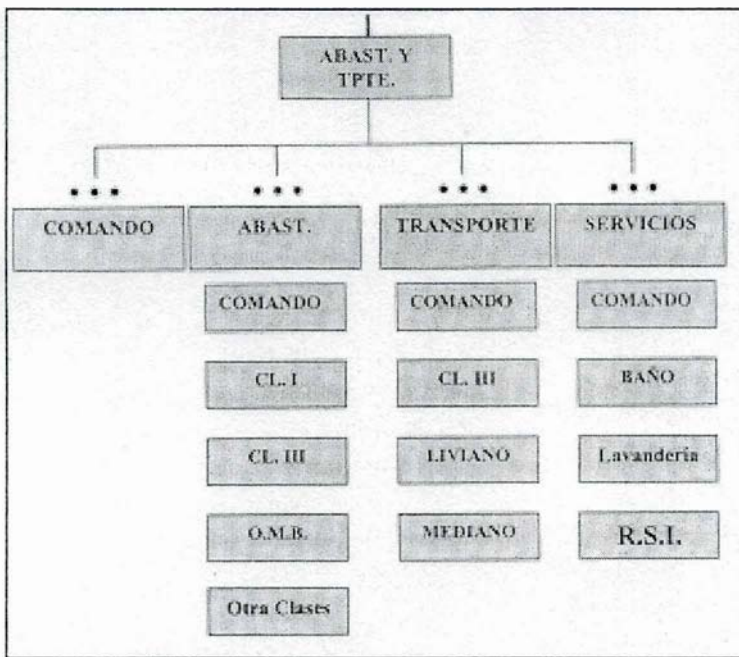 ABAST. Y
TPTE.
COMANDO
ABAST.
TRANSPORTE
SERVICIOS
COMANDO
COMANDO
COMANDO
CL. I
CL. III
BAÑO
CL. III
LIVIANO
Lavandería
O.M.B.
MEDIANO
R.S.I.
Otra Clases